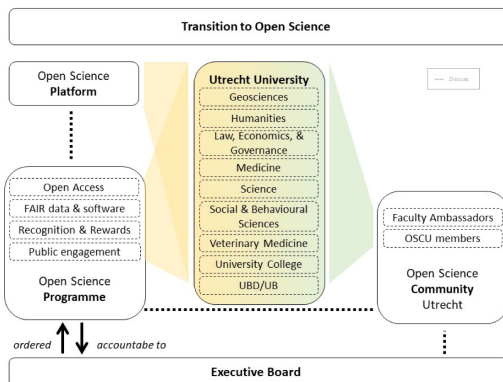 Transition to Open Science
Open Science
Platform
Utrecht University
Geosciences
Humanities
Law, Economics, &
Governance
Medicine
Science
Social & Behavioural
Sciences
Veterinary Medicine
University College
UBD/UB
Discuss
Open Access
FAIR data & software
Recognition & Rewards
Public engagement
Open Science
Programme
Faculty Ambassadors
OSCU members
Open Science
Community
Utrecht
ordered
accountabe to
Executive Board